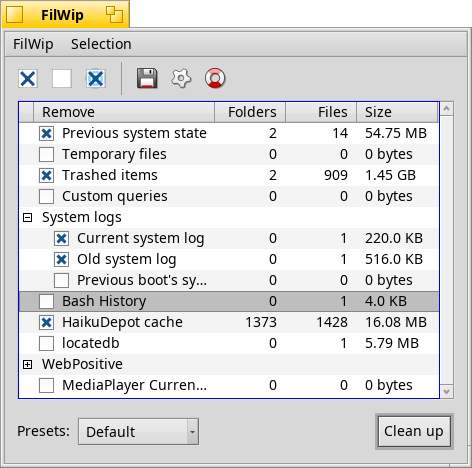 FilWip
FilWip Selection
Remove Folders Files Size
Previous system state 2 14 54.75 MB
Temporary files 0 0 0 bytes
Trashed items 2 909 1.45 GB
Custom queries 0 0 0 bytes
System logs
Current system log 0 1 220.0 KB
Old system log 0 1 516.0 KB
Previous boot's sy... 0 0 0 bytes
Bash History 0 1 4.0 KB
HaikuDepot cache 1373 1428 16.08 MB
locatedb 0 1 5.79 MB
WebPositive
MediaPlayer Curren... 0 0 0 bytes
Presets: Default Clean up